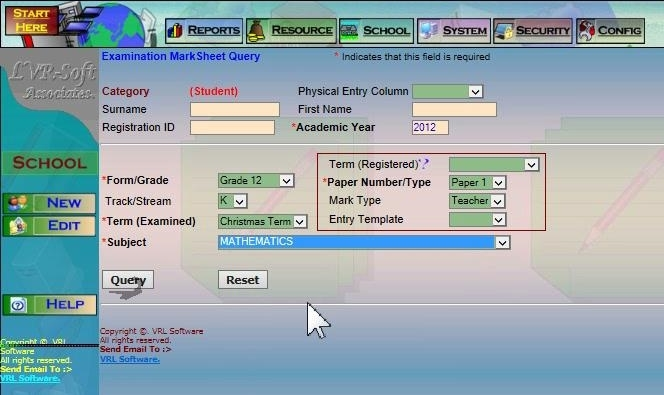 START HERE
REPORTS RESOURCE SCHOOL SYSTEM SECURITY CONFIG
Examination MarkSheet Query * Indicates that this field is required
LVR-Soft
Associates.
Category (Student) Physical Entry Column
Surname First Name
Registration ID *Academic Year 2012
SCHOOL
Term (Registered)?
*Form/Grade Grade 12 *Paper Number/Type Paper 1
NEW
Track/Stream K Mark Type Teacher
EDIT
*Term (Examined) Christmas Term Entry Template
*Subject MATHEMATICS
Query Reset
HELP
Copyright ©. VRL Software
All rights reserved.
Send Email To :>
VRL Software.
Copyright ©. VRL
Software
All rights reserved.
Send Email To :>
VRL Software.